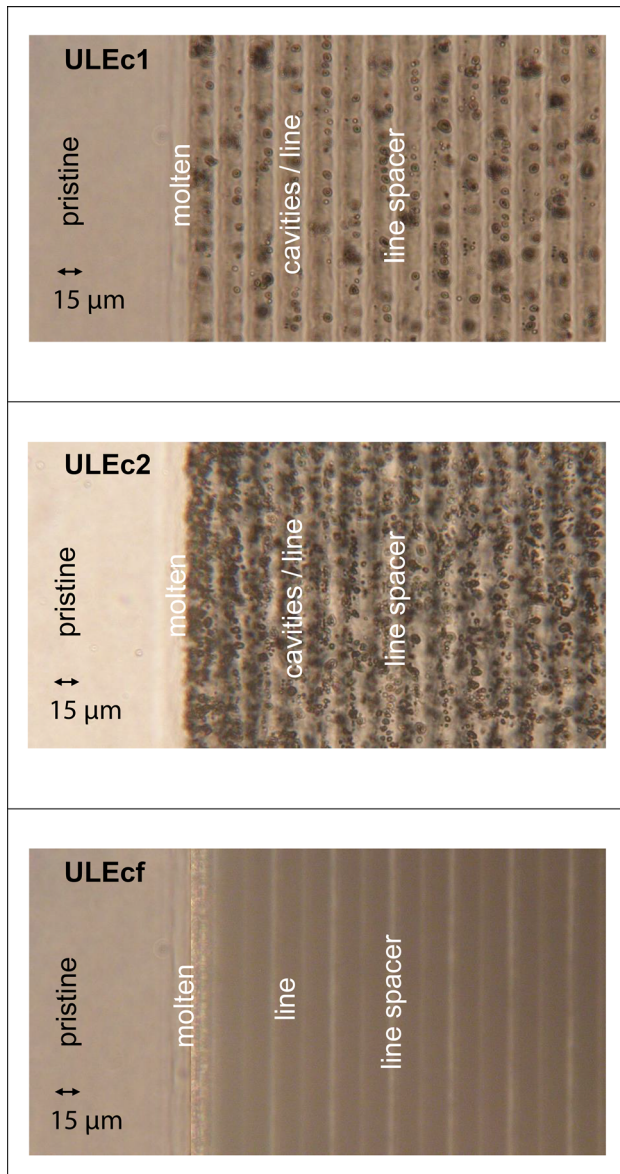 ULEc1
pristine
molten
cavities / line
line spacer
15 µm
ULEc2
pristine
molten
cavities / line
line spacer
15 µm
ULEcf
pristine
molten
line
line spacer
15 µm